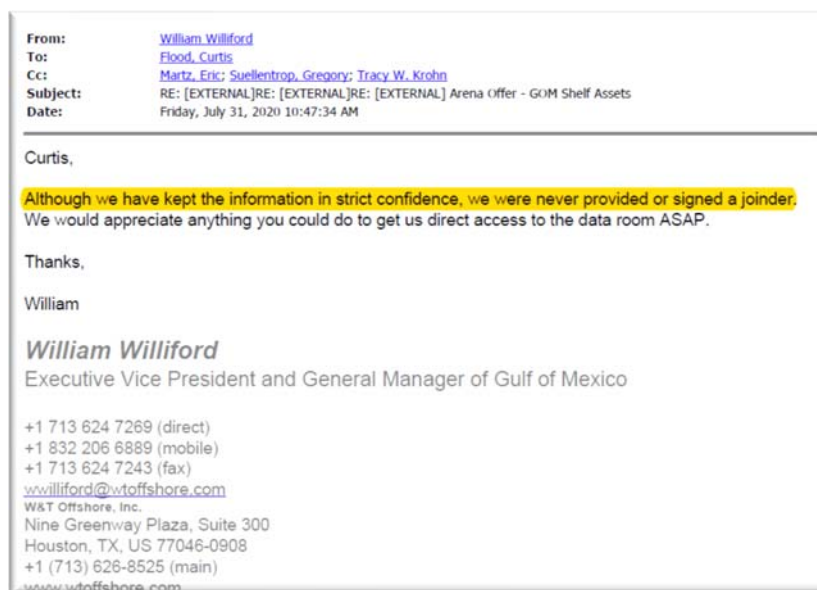 From: William Williford
To: Flood, Curtis
Cc: Martz, Eric; Suellentrop, Gregory; Tracy W. Krohn
Subject: RE: [EXTERNAL]RE: [EXTERNAL]RE: [EXTERNAL] Arena Offer - GOM Shelf Assets
Date: Friday, July 31, 2020 10:47:34 AM
Curtis,
Although we have kept the information in strict confidence, we were never provided or signed a joinder.
We would appreciate anything you could do to get us direct access to the data room ASAP.
Thanks,
William
William Williford
Executive Vice President and General Manager of Gulf of Mexico
+1 713 624 7269 (direct)
+1 832 206 6889 (mobile)
+1 713 624 7243 (fax)
wwilliford@wtoffshore.com
W&T Offshore, Inc.
Nine Greenway Plaza, Suite 300
Houston, TX, US 77046-0908
+1 (713) 626-8525 (main)
www.wtoffshore.com